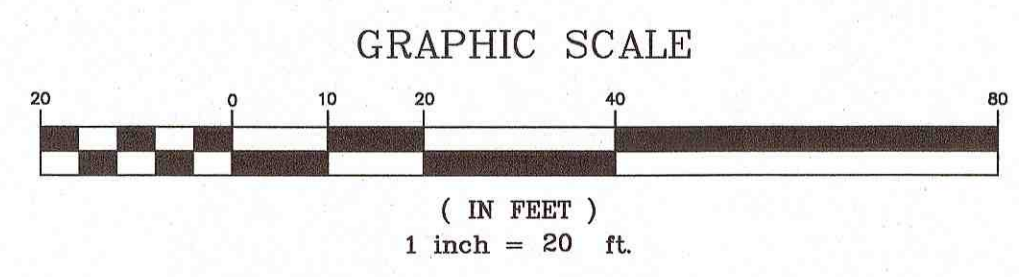 GRAPHIC SCALE
20 0 10 20 40 80
( IN FEET )
1 inch = 20 ft.